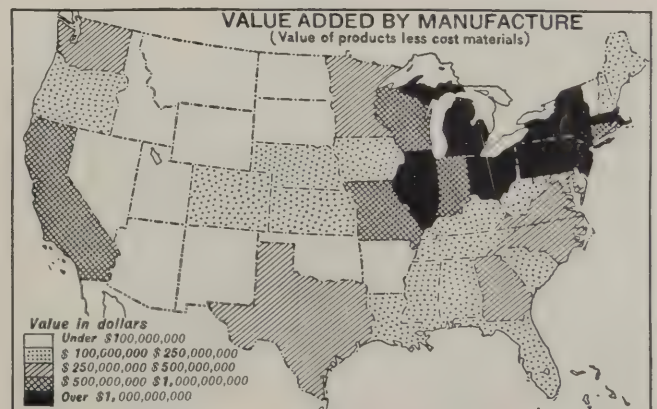 VALUE ADDED BY MANUFACTURE
(Value of products less cost materials)
Value in dollars
Under $100,000,000
$ 100,000,000 $ 250,000,000
$ 250,000,000 $ 500,000,000
$ 500,000,000 $ 1,000,000,000
Over $1,000,000,000